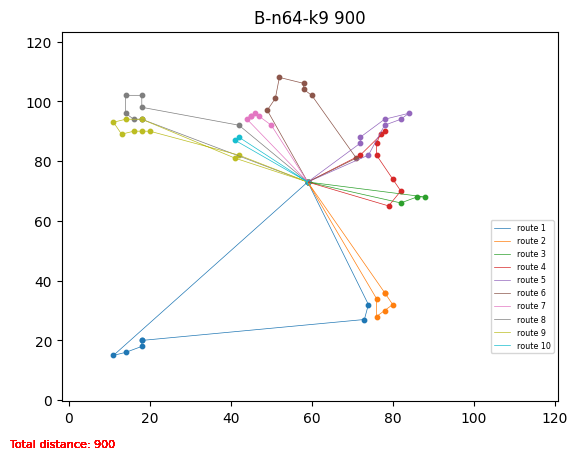 B-n64-k9 900
120
100
80
60
40
20
0
0 20 40 60 80 100 120
route 1
route 2
route 3
route 4
route 5
route 6
route 7
route 8
route 9
route 10
Total distance: 900